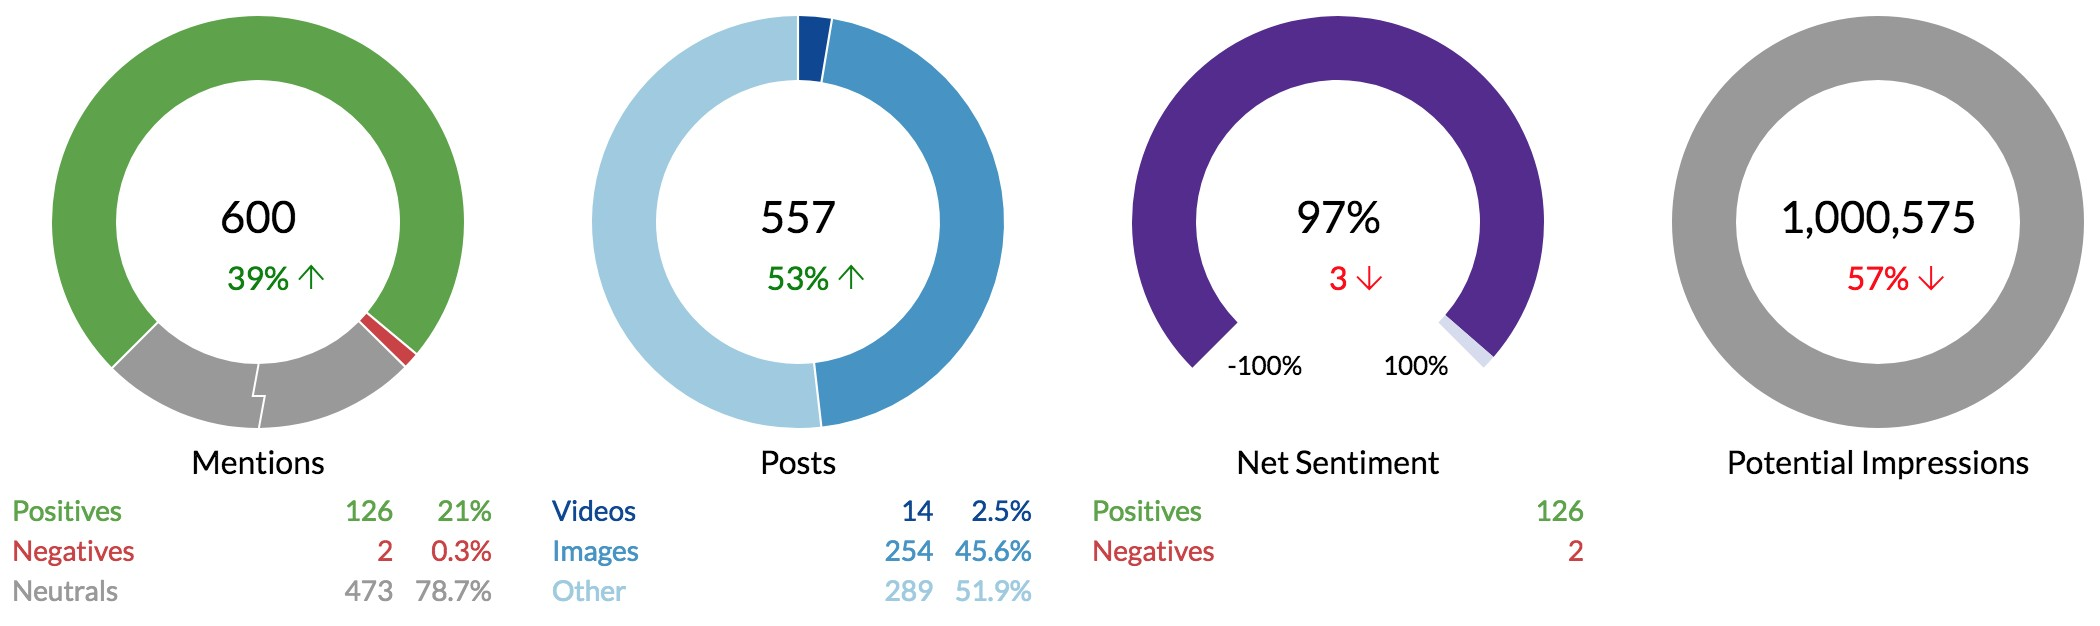 600
39% ↑
Mentions
Positives 126 21%
Negatives 2 0.3%
Neutrals 473 78.7%
557
53% ↑
Posts
Videos 14 2.5%
Images 254 45.6%
Other 289 51.9%
97%
3 ↓
-100% 100%
Net Sentiment
Positives 126
Negatives 2
1,000,575
57% ↓
Potential Impressions